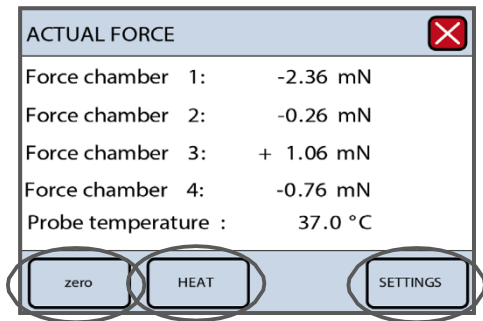 ACTUAL FORCE
Force chamber 1: -2.36 mN
Force chamber 2: -0.26 mN
Force chamber 3: + 1.06 mN
Force chamber 4: -0.76 mN
Probe temperature : 37.0 °C
zero HEAT SETTINGS